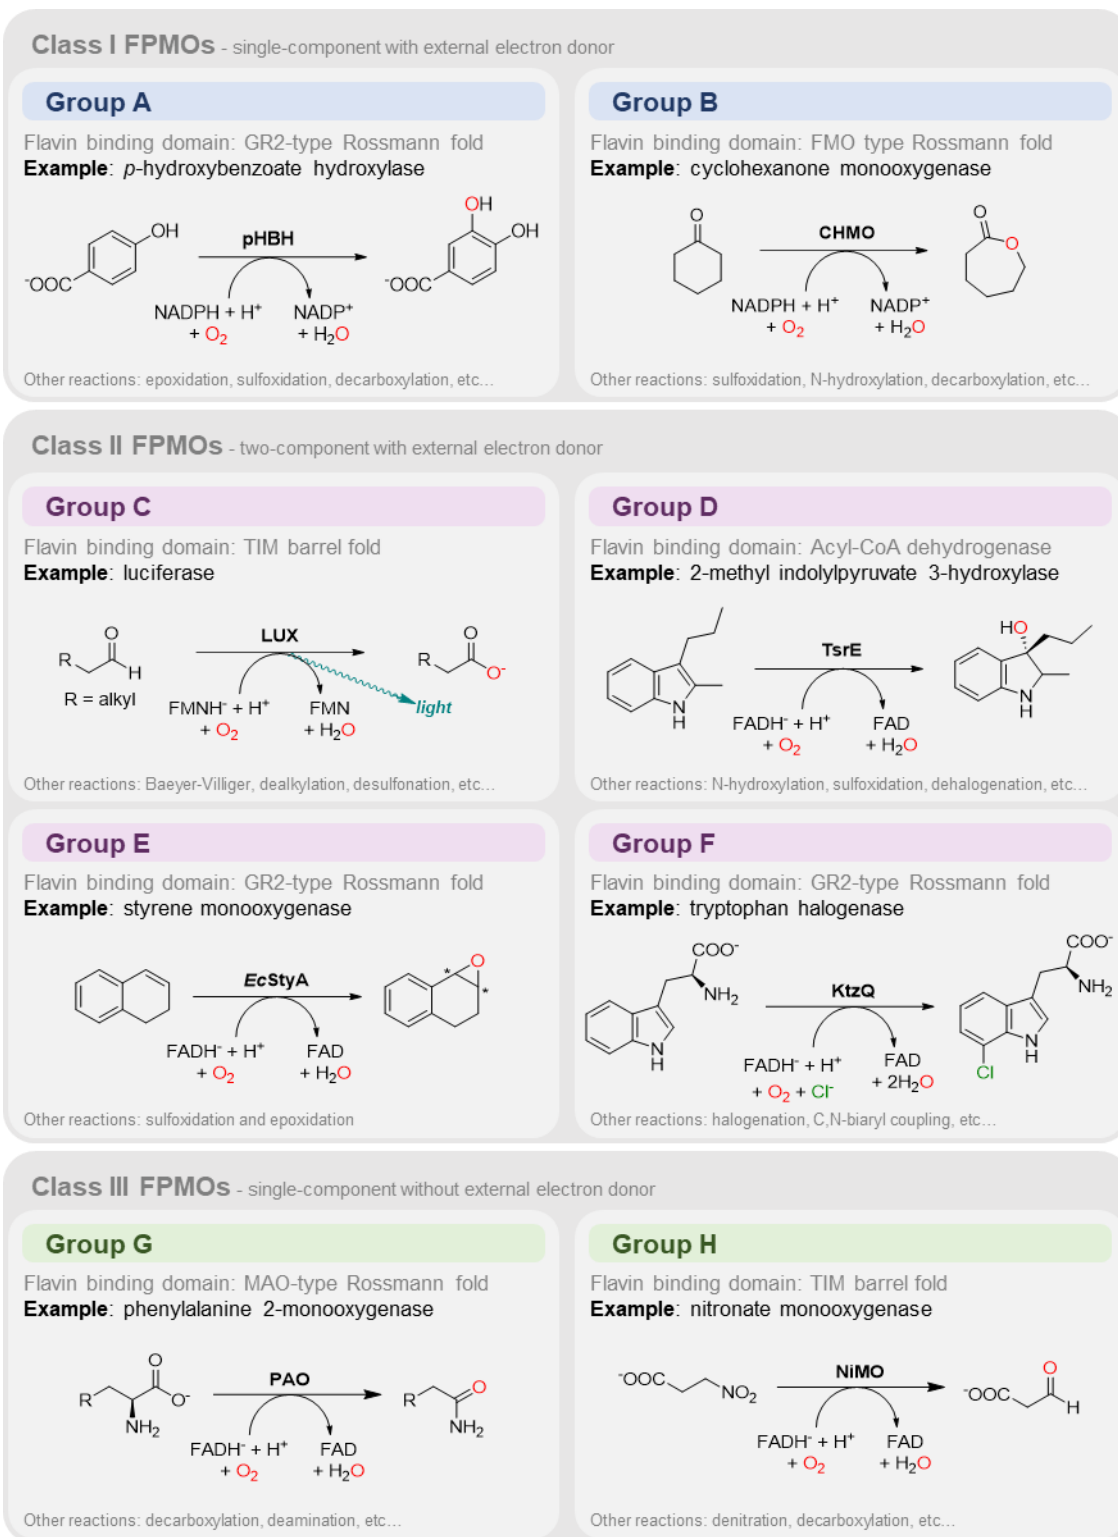 Class I FPMOs - single-component with external electron donor
Group A
Flavin binding domain: GR2-type Rossmann fold
Example: p-hydroxybenzoate hydroxylase
OH
⁻OOC
pHBH
NADPH + H⁺
+ O₂
NADP⁺
+ H₂O
OH
OH
⁻OOC
Other reactions: epoxidation, sulfoxidation, decarboxylation, etc...
Group B
Flavin binding domain: FMO type Rossmann fold
Example: cyclohexanone monooxygenase
O
CHMO
NADPH + H⁺
+ O₂
NADP⁺
+ H₂O
O
O
Other reactions: sulfoxidation, N-hydroxylation, decarboxylation, etc...
Class II FPMOs - two-component with external electron donor
Group C
Flavin binding domain: TIM barrel fold
Example: luciferase
O
R
H
R = alkyl
LUX
FMNH⁻ + H⁺
+ O₂
FMN
+ H₂O
light
O
R
O⁻
Other reactions: Baeyer-Villiger, dealkylation, desulfonation, etc...
Group D
Flavin binding domain: Acyl-CoA dehydrogenase
Example: 2-methyl indolylpyruvate 3-hydroxylase
N
H
TsrE
FADH⁻ + H⁺
+ O₂
FAD
+ H₂O
HO
N
H
Other reactions: N-hydroxylation, sulfoxidation, dehalogenation, etc...
Group E
Flavin binding domain: GR2-type Rossmann fold
Example: styrene monooxygenase
EcStyA
FADH⁻ + H⁺
+ O₂
FAD
+ H₂O
O
*
*
Other reactions: sulfoxidation and epoxidation
Group F
Flavin binding domain: GR2-type Rossmann fold
Example: tryptophan halogenase
COO⁻
NH₂
N
H
KtzQ
FADH⁻ + H⁺
+ O₂ + Cl⁻
FAD
+ 2H₂O
COO⁻
NH₂
N
H
Cl
Other reactions: halogenation, C,N-biaryl coupling, etc...
Class III FPMOs - single-component without external electron donor
Group G
Flavin binding domain: MAO-type Rossmann fold
Example: phenylalanine 2-monooxygenase
O
R
O⁻
NH₂
PAO
FADH⁻ + H⁺
+ O₂
FAD
+ H₂O
R
O
NH₂
Other reactions: decarboxylation, deamination, etc...
Group H
Flavin binding domain: TIM barrel fold
Example: nitronate monooxygenase
⁻OOC
NO₂
NiMO
FADH⁻ + H⁺
+ O₂
FAD
+ H₂O
O
⁻OOC
H
Other reactions: denitration, decarboxylation, etc...